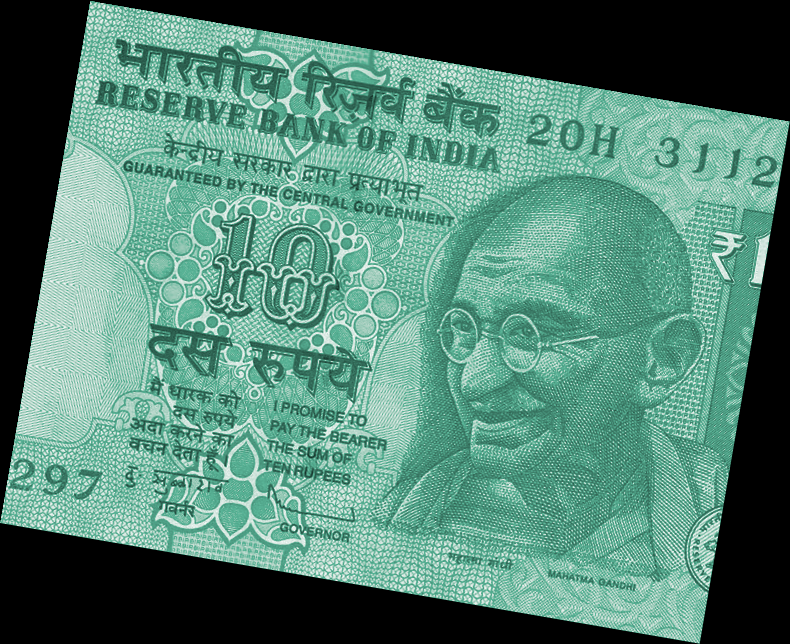 भारतीय रिज़र्व बैंक
RESERVE BANK OF INDIA
20H 3112
केन्द्रीय सरकार द्वारा प्रत्याभूत
GUARANTEED BY THE CENTRAL GOVERNMENT
10
₹1
दस रुपये
मैं धारक को
दस रुपये
अदा करने का
वचन देता हूँ
I PROMISE TO
PAY THE BEARER
THE SUM OF
TEN RUPEES
297
गवर्नर
GOVERNOR
महात्मा गांधी
MAHATMA GANDHI